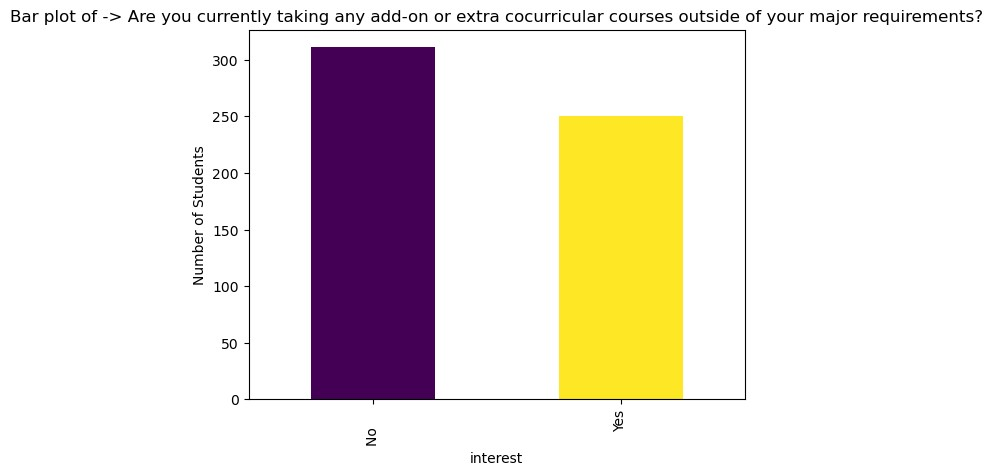 Bar plot of -> Are you currently taking any add-on or extra cocurricular courses outside of your major requirements?
300
250
200
150
100
50
0
Number of Students
No
Yes
interest